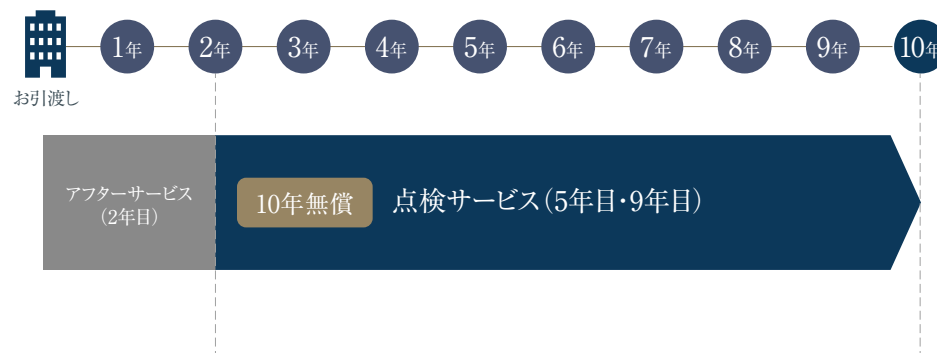 1年 2年 3年 4年 5年 6年 7年 8年 9年 10年
お引渡し
アフターサービス
（2年目）
10年無償 点検サービス（5年目・9年目）